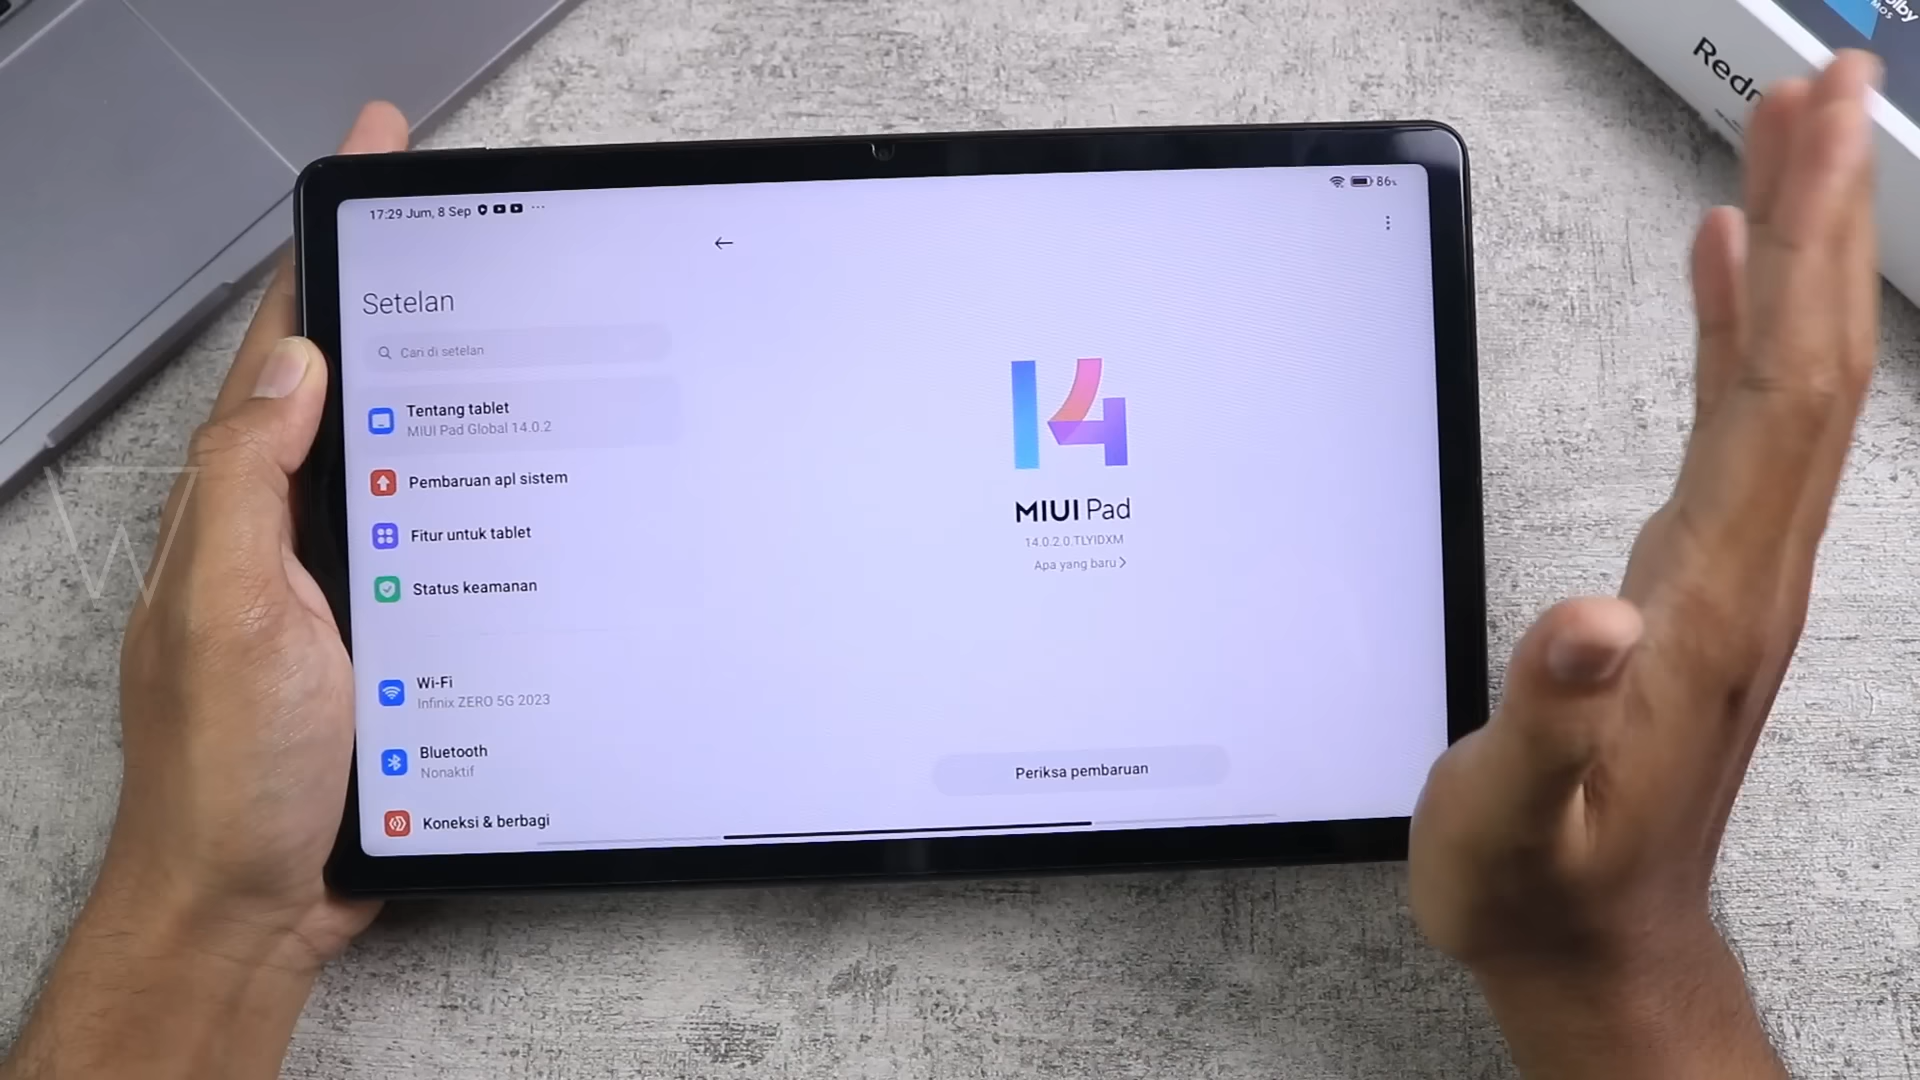 17:29 Jum, 8 Sep
86%
Setelan
Cari di setelan
Tentang tablet
MIUI Pad Global 14.0.2
Pembaruan apl sistem
Fitur untuk tablet
Status keamanan
Wi-Fi
Infinix ZERO 5G 2023
Bluetooth
Nonaktif
Koneksi & berbagi
14
MIUI Pad
14.0.2.0.TLYIDXM
Apa yang baru
Periksa pembaruan
W